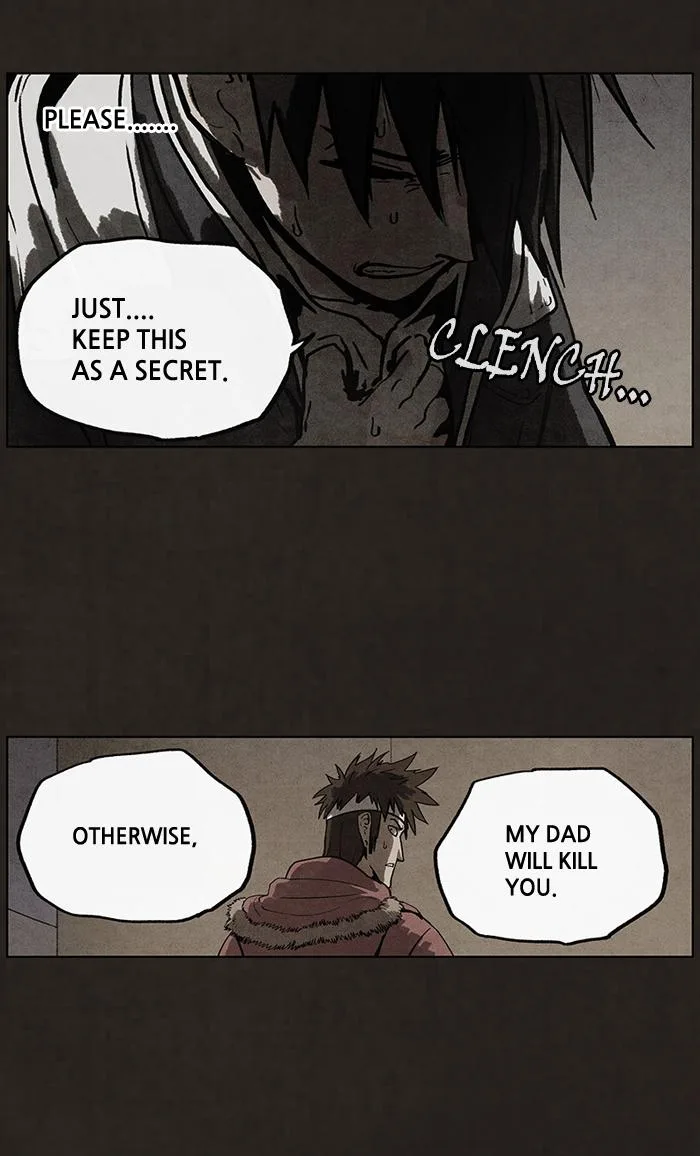 PLEASE.......
JUST....
KEEP THIS
AS A SECRET.
CLENCH...
OTHERWISE,
MY DAD
WILL KILL
YOU.